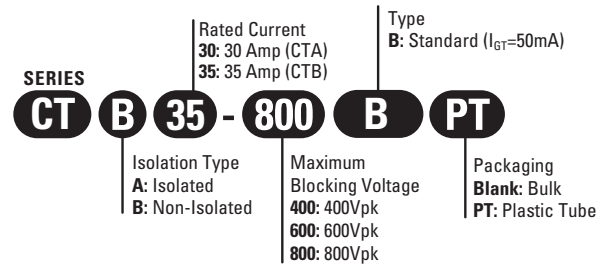 Rated Current
30: 30 Amp (CTA)
35: 35 Amp (CTB)
Type
B: Standard (IGT=50mA)
SERIES
CT B 35 - 800 B PT
Isolation Type
A: Isolated
B: Non-Isolated
Maximum
Blocking Voltage
400: 400Vpk
600: 600Vpk
800: 800Vpk
Packaging
Blank: Bulk
PT: Plastic Tube